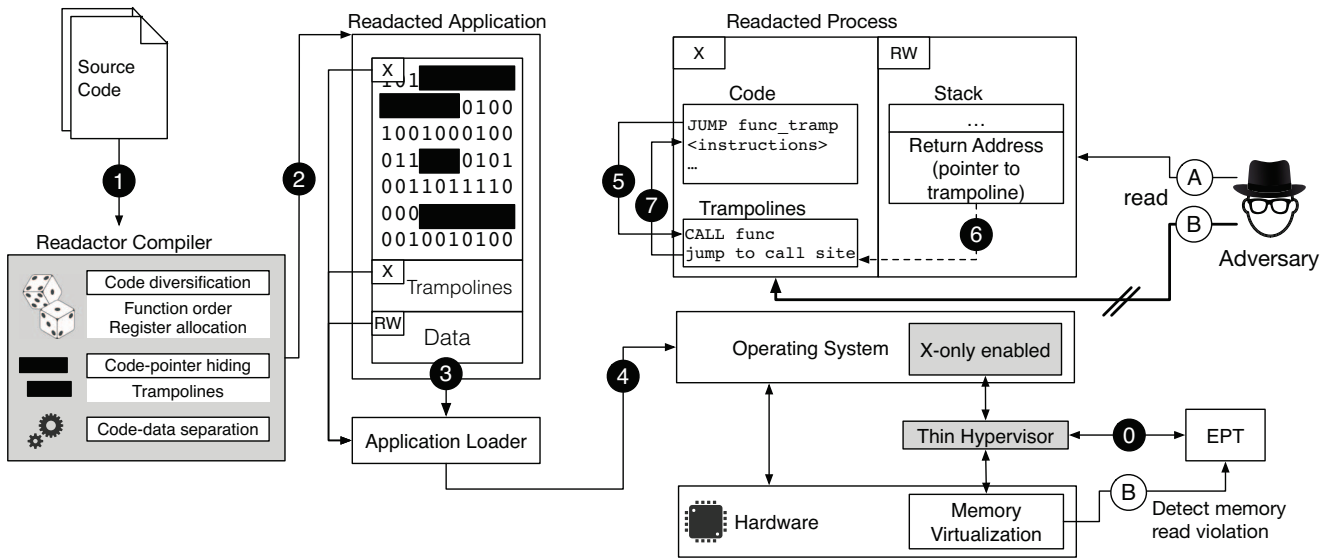 Source
Code
1
Readactor Compiler
Code diversification
Function order
Register allocation
Code-pointer hiding
Trampolines
Code-data separation
2
Readacted Application
X
101
0100
1001000100
011 0101
0011011110
000
0010010100
X
Trampolines
RW
Data
3
Application Loader
4
Readacted Process
X
RW
Code
JUMP func_tramp
<instructions>
…
5
7
Trampolines
CALL func
jump to call site
Stack
…
Return Address
(pointer to
trampoline)
6
read
A
B
Adversary
Operating System
X-only enabled
Thin Hypervisor
0
EPT
Hardware
Memory
Virtualization
B
Detect memory
read violation